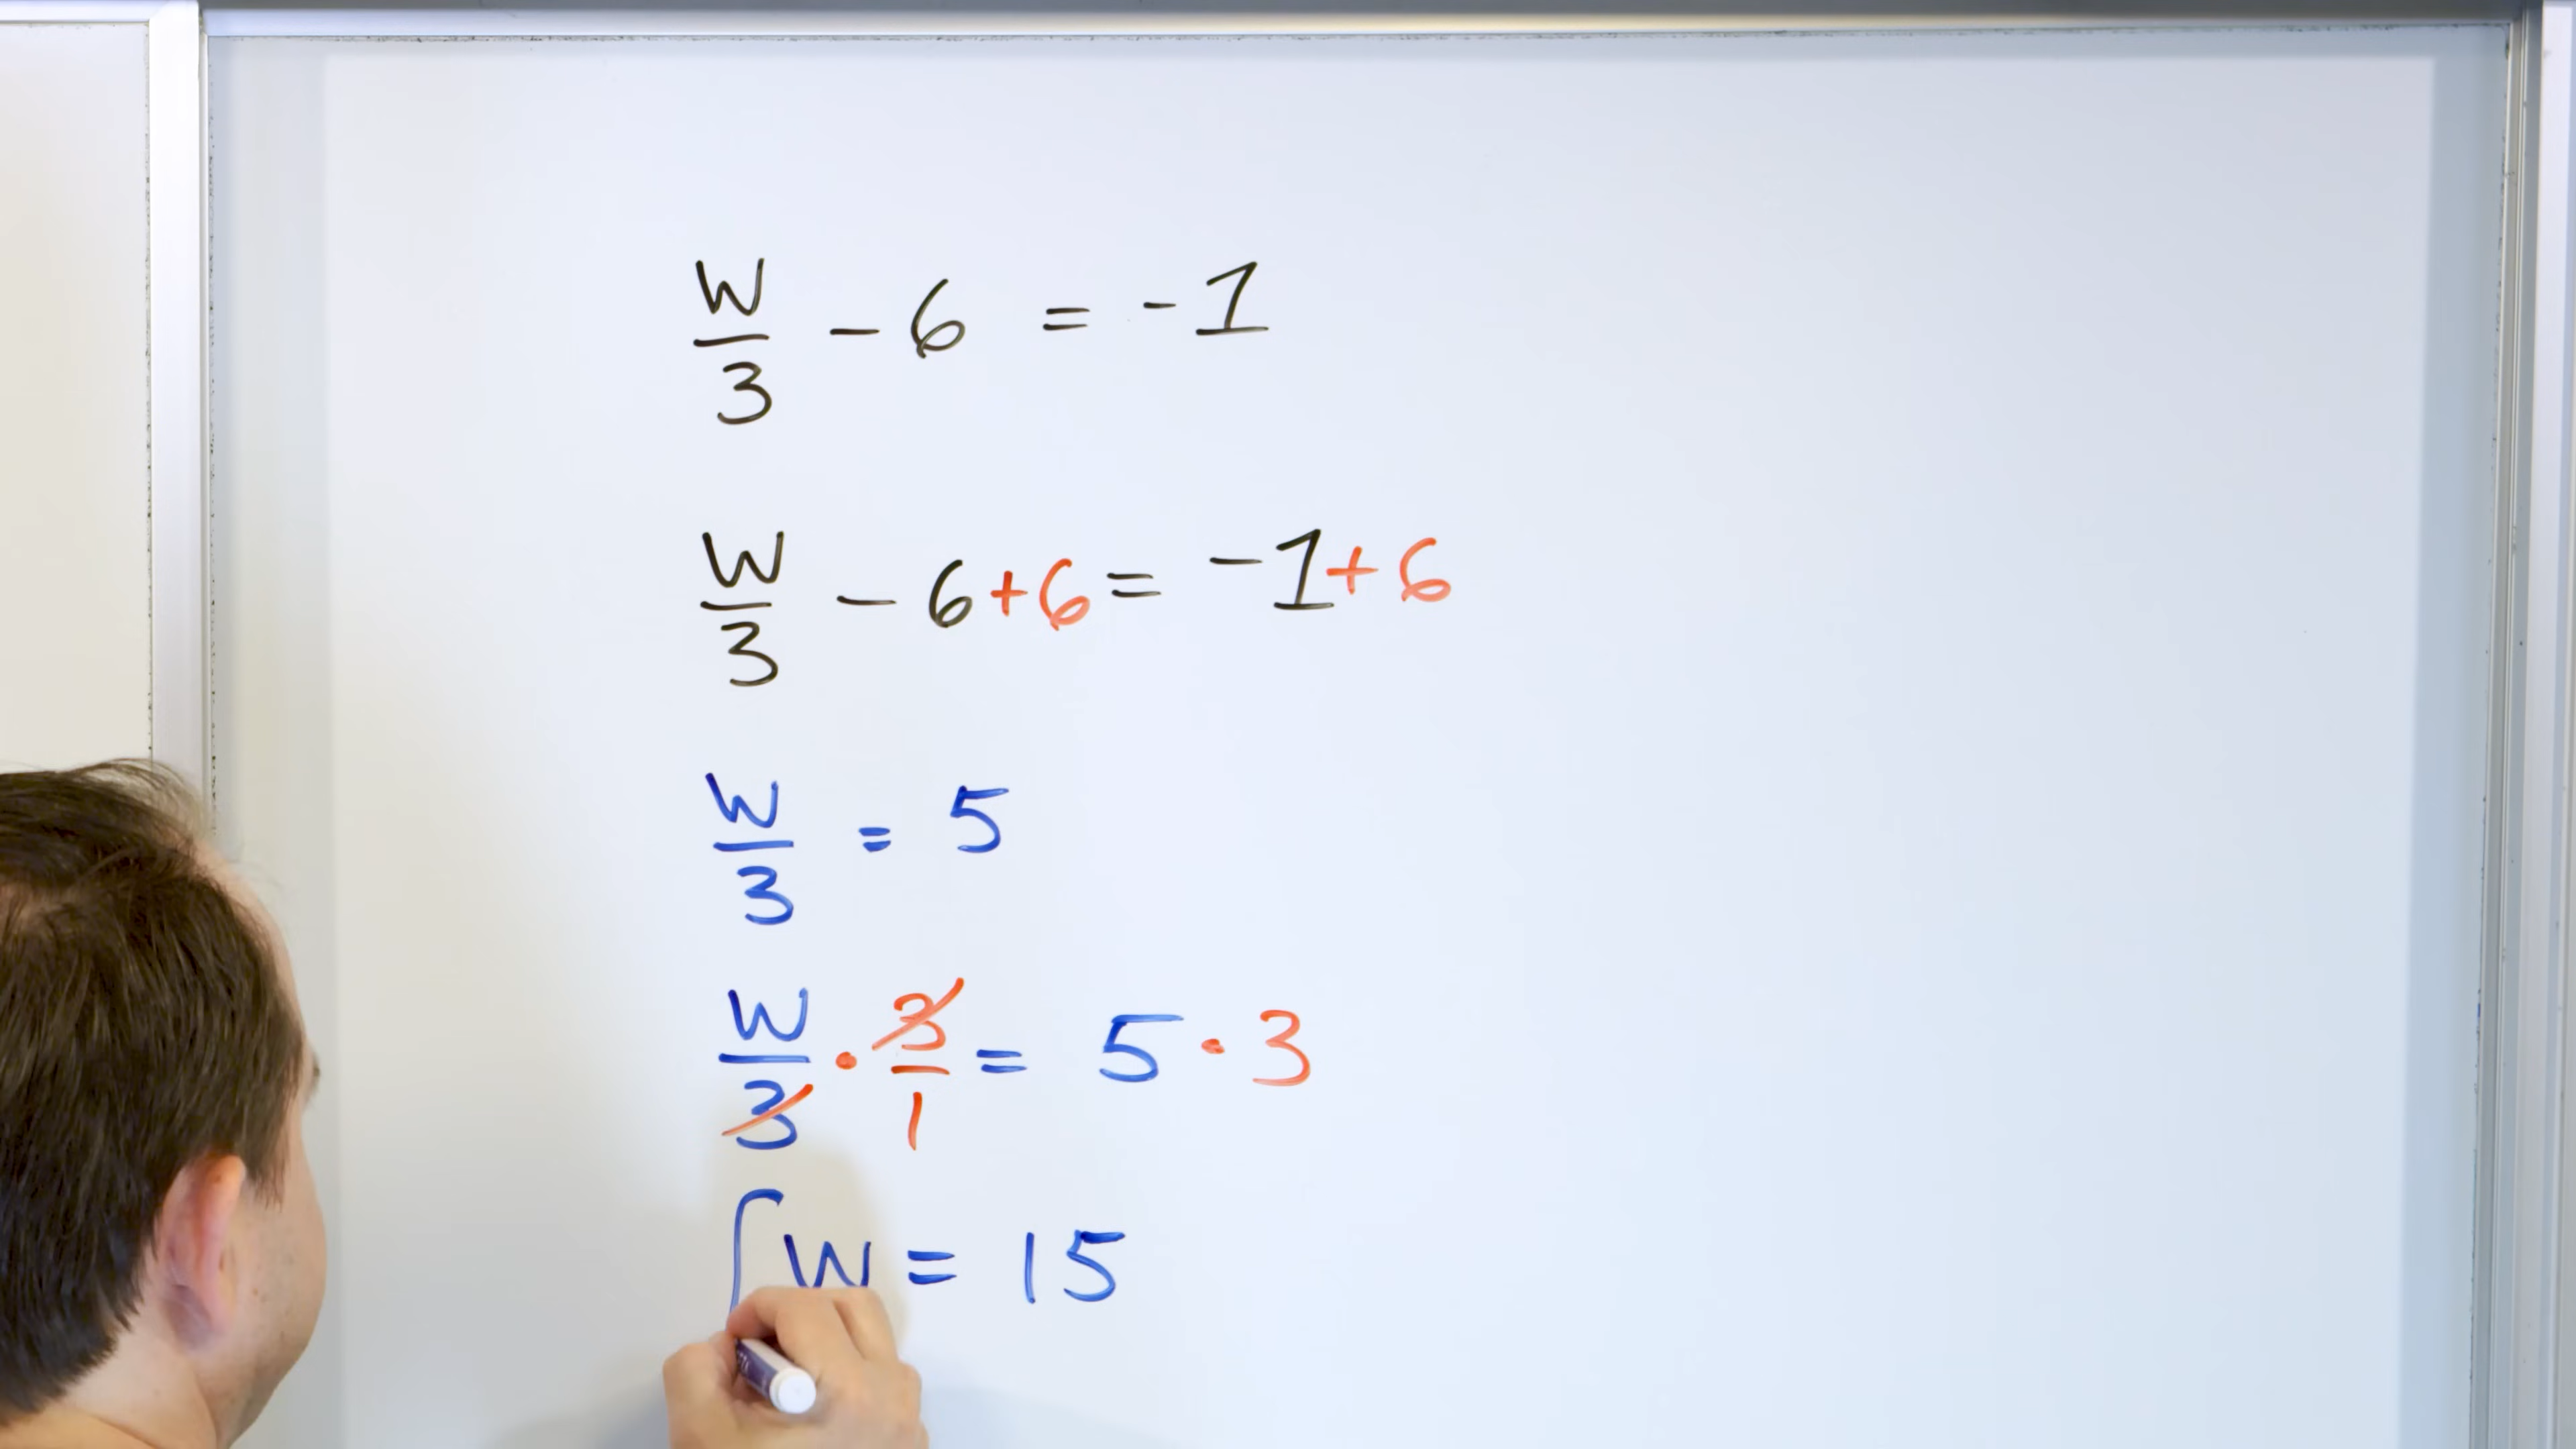 W/3 - 6 = -1
W/3 - 6 + 6 = -1 + 6
W/3 = 5
W/3 · 3/1 = 5 · 3
W = 15